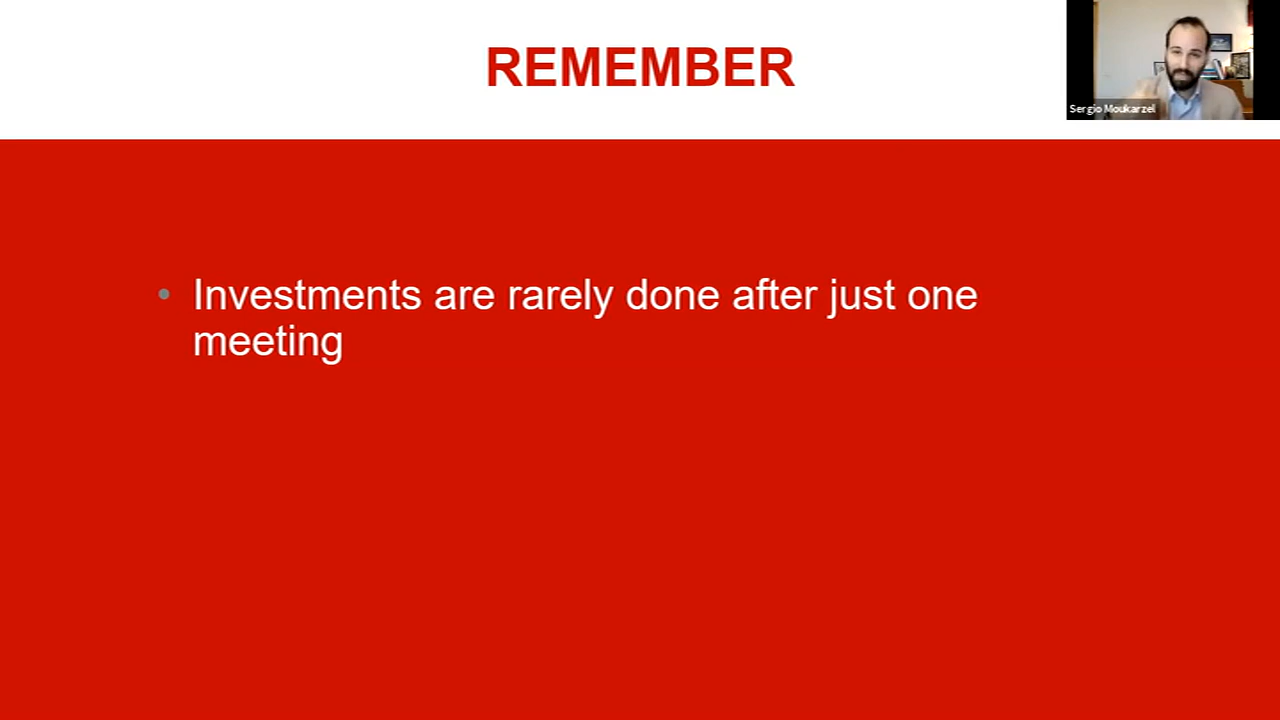 REMEMBER
Sergio Moukarzel
• Investments are rarely done after just one
meeting